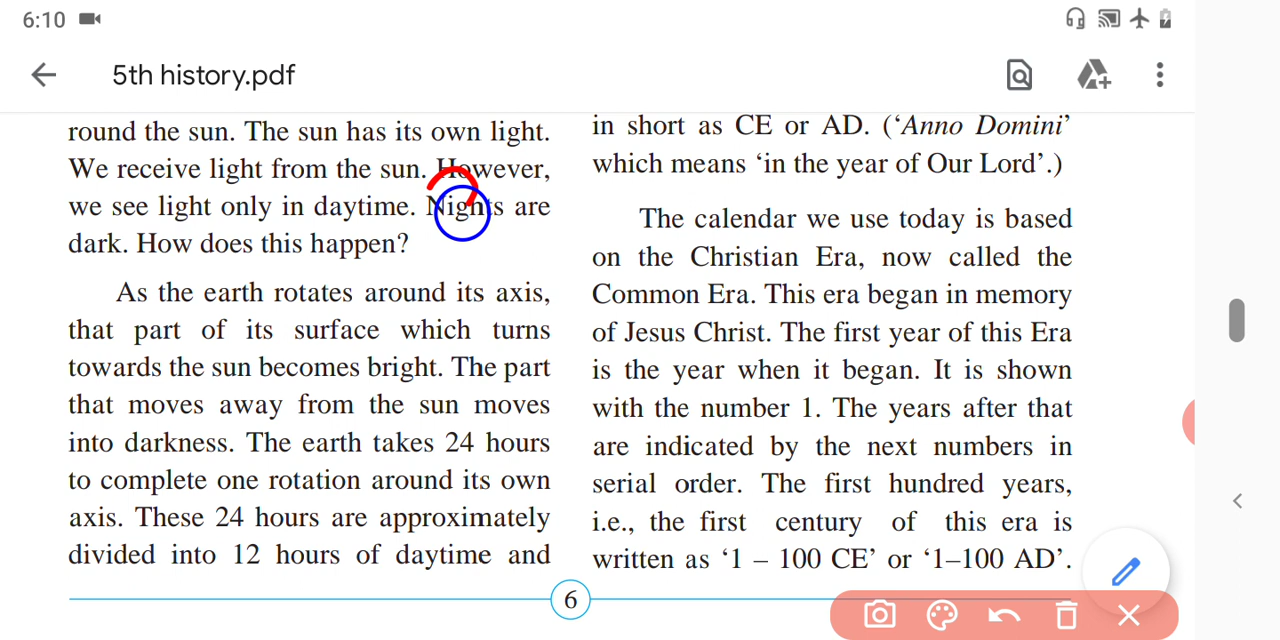 6:10
5th history.pdf
round the sun. The sun has its own light.
We receive light from the sun. However,
we see light only in daytime. Nights are
dark. How does this happen?
As the earth rotates around its axis,
that part of its surface which turns
towards the sun becomes bright. The part
that moves away from the sun moves
into darkness. The earth takes 24 hours
to complete one rotation around its own
axis. These 24 hours are approximately
divided into 12 hours of daytime and
in short as CE or AD. (‘Anno Domini’
which means ‘in the year of Our Lord’.)
The calendar we use today is based
on the Christian Era, now called the
Common Era. This era began in memory
of Jesus Christ. The first year of this Era
is the year when it began. It is shown
with the number 1. The years after that
are indicated by the next numbers in
serial order. The first hundred years,
i.e., the first century of this era is
written as ‘1 – 100 CE’ or ‘1–100 AD’.
6